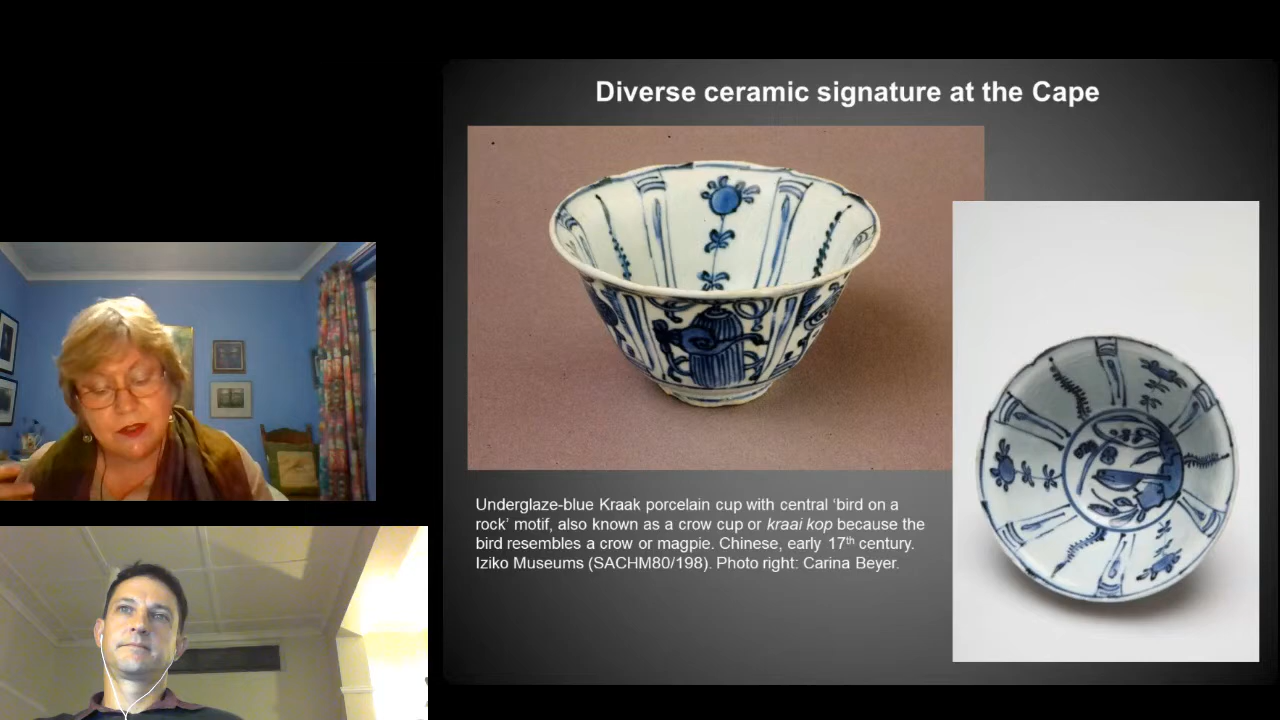 Diverse ceramic signature at the Cape
Underglaze-blue Kraak porcelain cup with central ‘bird on a
rock’ motif, also known as a crow cup or kraai kop because the
bird resembles a crow or magpie. Chinese, early 17th century.
Iziko Museums (SACHM80/198). Photo right: Carina Beyer.